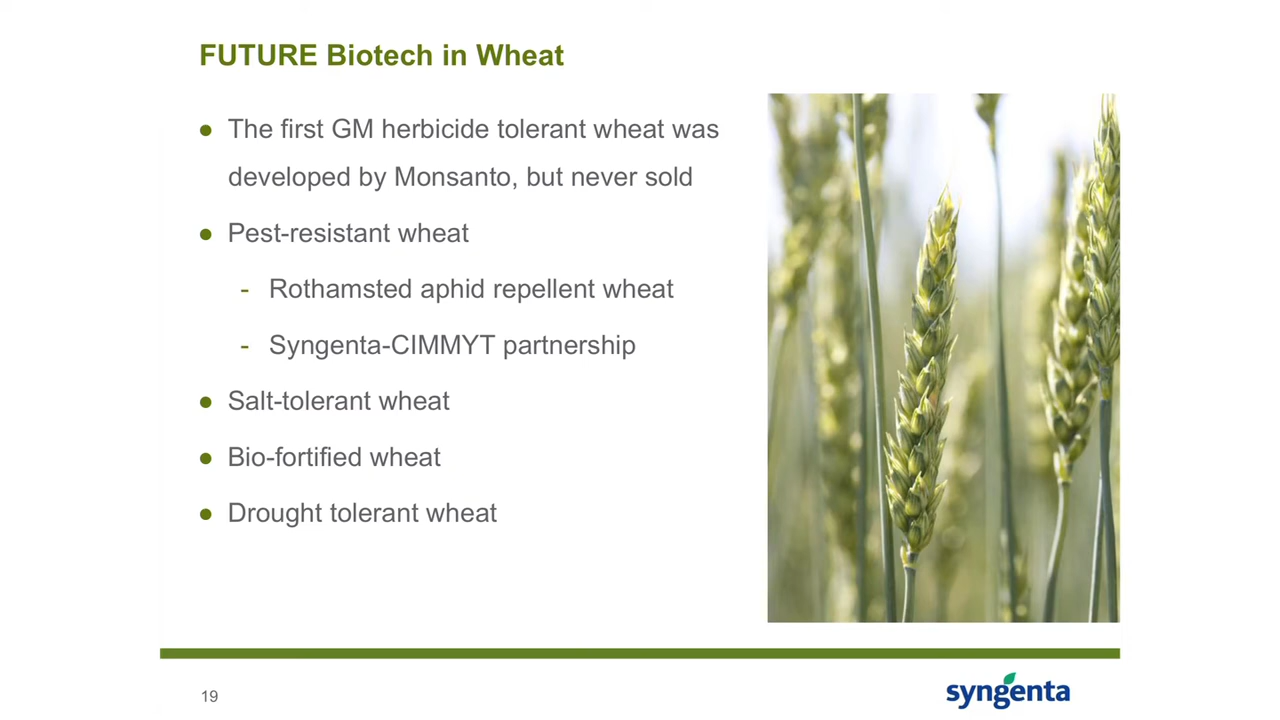 FUTURE Biotech in Wheat
● The first GM herbicide tolerant wheat was
developed by Monsanto, but never sold
● Pest-resistant wheat
- Rothamsted aphid repellent wheat
- Syngenta-CIMMYT partnership
● Salt-tolerant wheat
● Bio-fortified wheat
● Drought tolerant wheat
19
syngenta